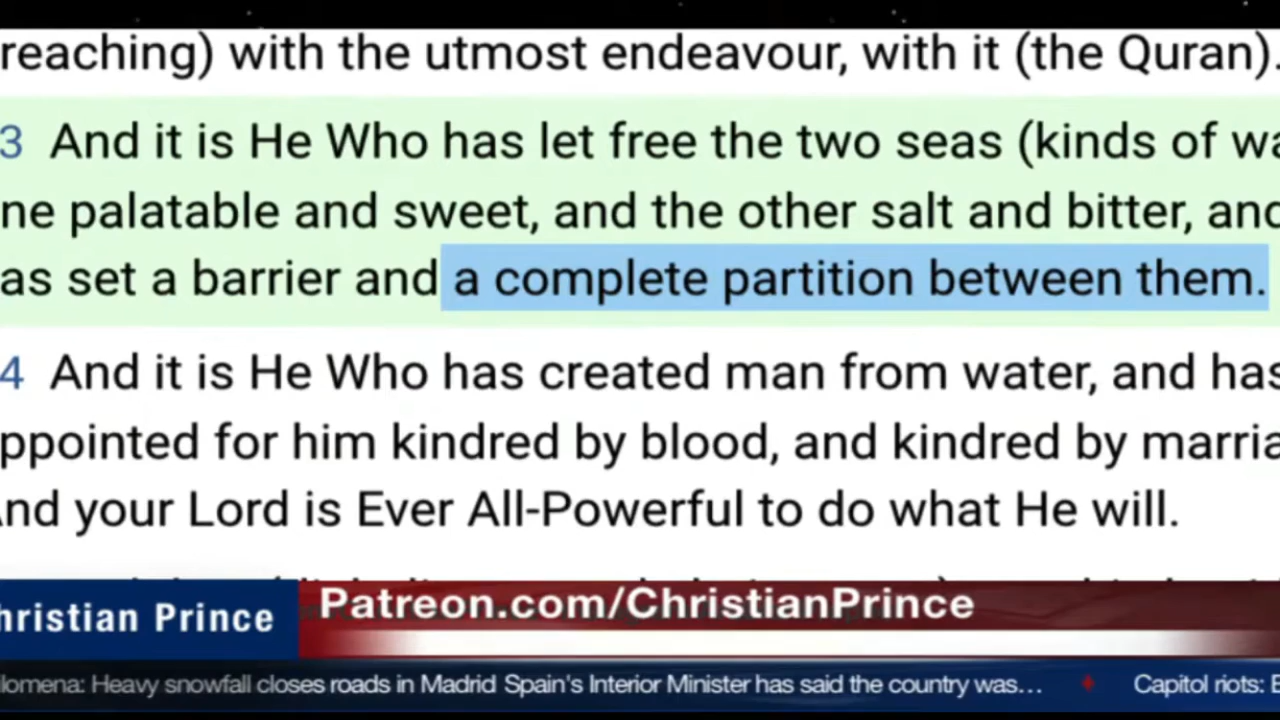 reaching) with the utmost endeavour, with it (the Quran).
3 And it is He Who has let free the two seas (kinds of wa
ne palatable and sweet, and the other salt and bitter, and
as set a barrier and a complete partition between them.
4 And it is He Who has created man from water, and has
ppointed for him kindred by blood, and kindred by marria
And your Lord is Ever All-Powerful to do what He will.
hristian Prince
Patreon.com/ChristianPrince
lomena: Heavy snowfall closes roads in Madrid Spain's Interior Minister has said the country was... Capitol riots: E